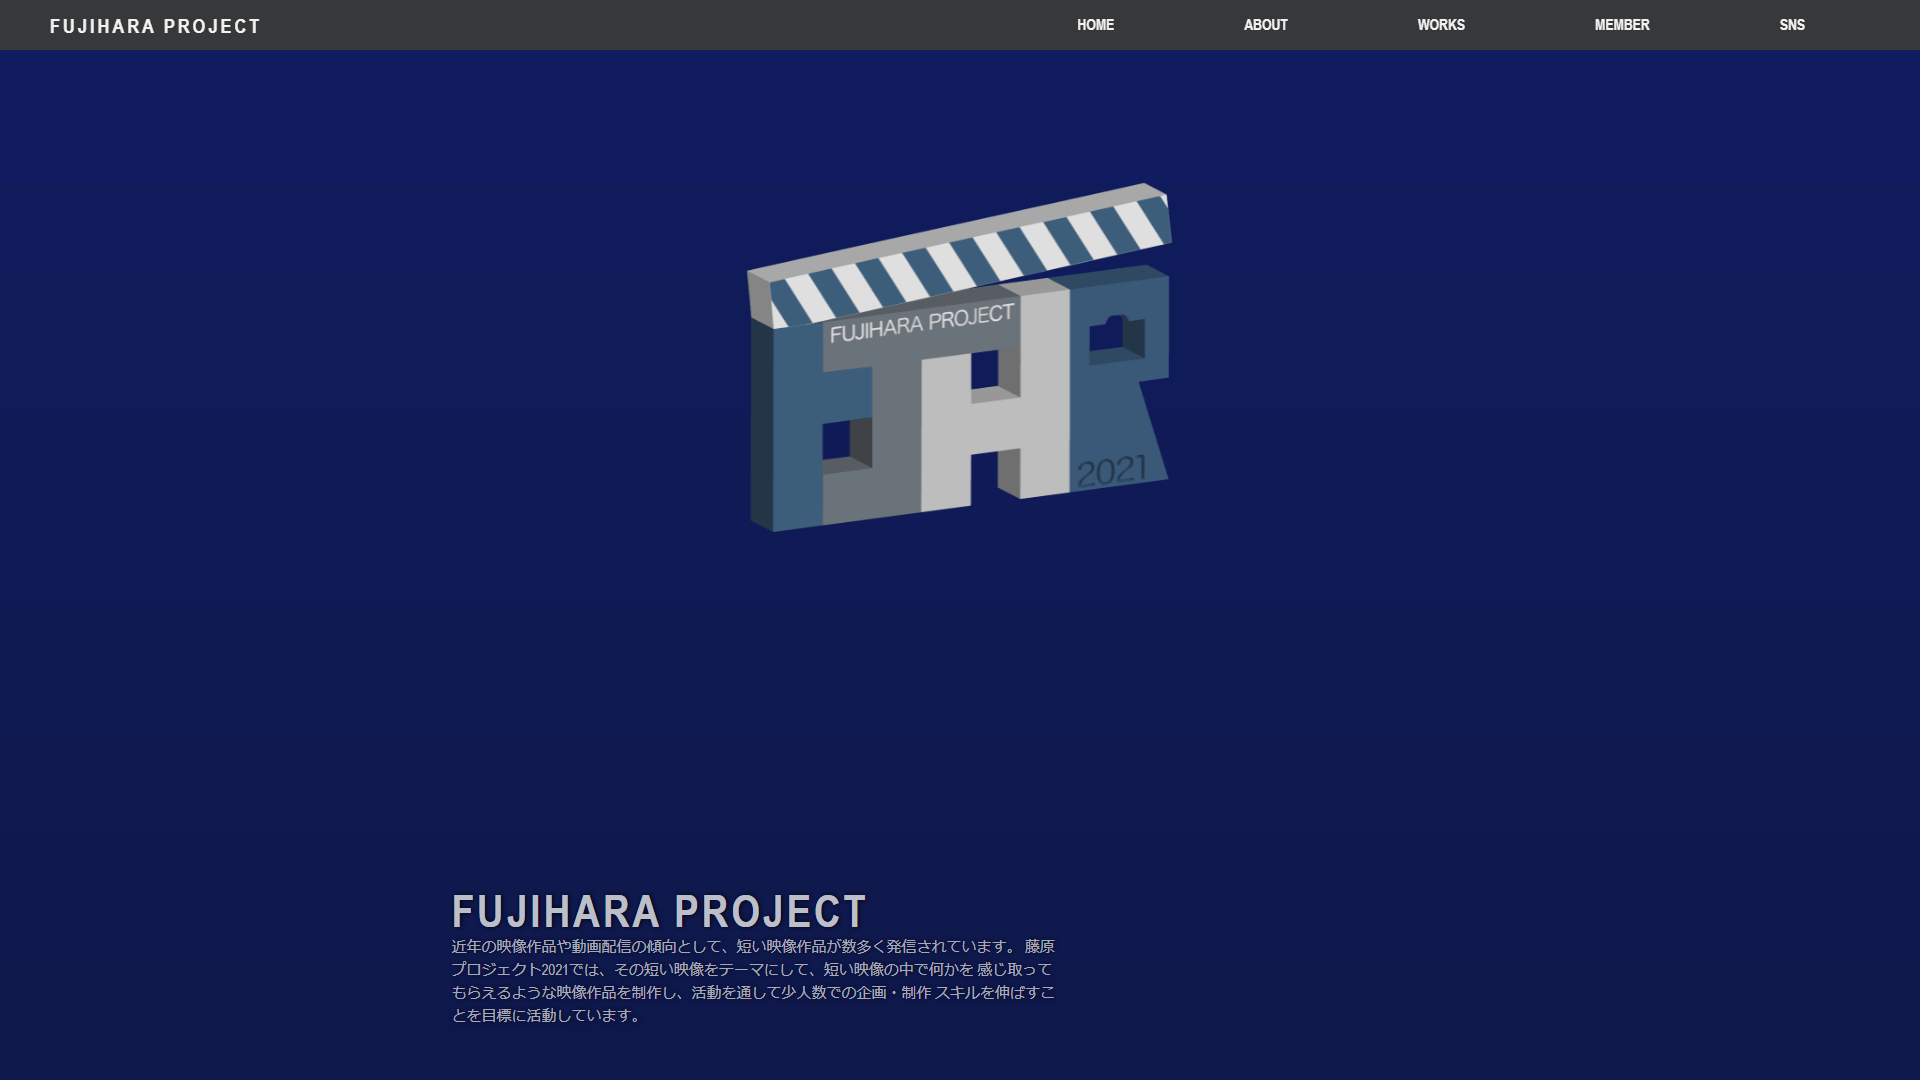 FUJIHARA PROJECT
HOME
ABOUT
WORKS
MEMBER
SNS
FUJIHARA PROJECT
2021
FUJIHARA PROJECT
近年の映像作品や動画配信の傾向として、短い映像作品が数多く発信されています。 藤原
プロジェクト2021では、その短い映像をテーマにして、短い映像の中で何かを 感じ取って
もらえるような映像作品を制作し、活動を通して少人数での企画・制作 スキルを伸ばすこ
とを目標に活動しています。